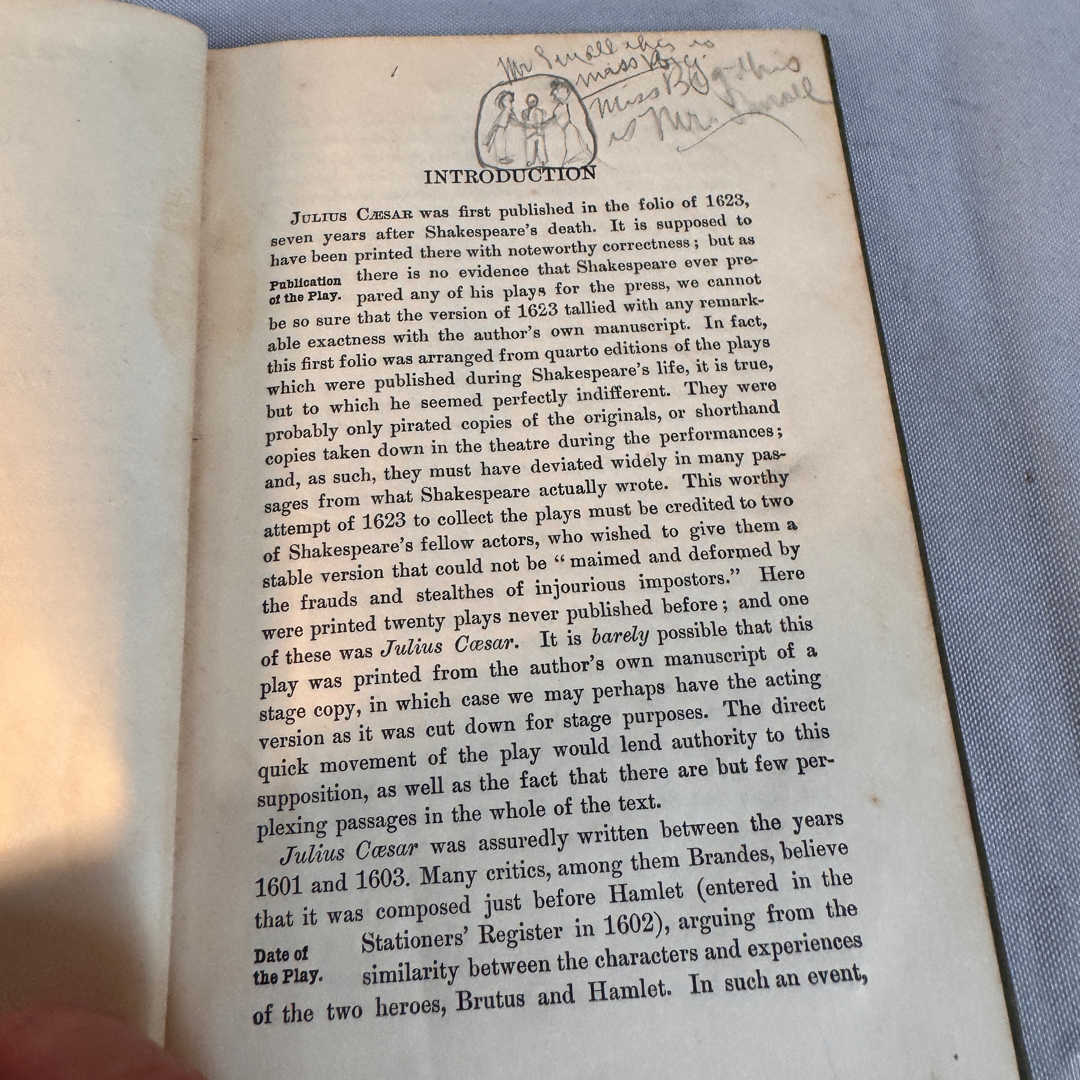 Mr Small this is
miss
Miss Big this
is Mr. Small
INTRODUCTION
JULIUS CÆSAR was first published in the folio of 1623,
seven years after Shakespeare's death. It is supposed to
have been printed there with noteworthy correctness; but as
Publication of the Play.
there is no evidence that Shakespeare ever pre-
pared any of his plays for the press, we cannot
be so sure that the version of 1623 tallied with any remark-
able exactness with the author's own manuscript. In fact,
this first folio was arranged from quarto editions of the plays
which were published during Shakespeare's life, it is true,
but to which he seemed perfectly indifferent. They were
probably only pirated copies of the originals, or shorthand
copies taken down in the theatre during the performances;
and, as such, they must have deviated widely in many pas-
sages from what Shakespeare actually wrote. This worthy
attempt of 1623 to collect the plays must be credited to two
of Shakespeare's fellow actors, who wished to give them a
stable version that could not be "maimed and deformed by
the frauds and stealthes of injourious impostors." Here
were printed twenty plays never published before; and one
of these was Julius Cæsar. It is barely possible that this
play was printed from the author's own manuscript of a
stage copy, in which case we may perhaps have the acting
version as it was cut down for stage purposes. The direct
quick movement of the play would lend authority to this
supposition, as well as the fact that there are but few per-
plexing passages in the whole of the text.
Julius Cæsar was assuredly written between the years
1601 and 1603. Many critics, among them Brandes, believe
that it was composed just before Hamlet (entered in the
Date of the Play.
Stationers' Register in 1602), arguing from the
similarity between the characters and experiences
of the two heroes, Brutus and Hamlet. In such an event,